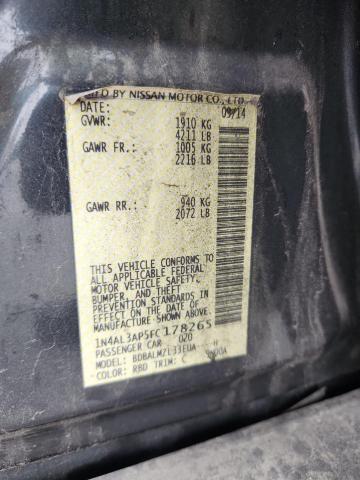 BY NISSAN MOTOR CO., LTD.
DATE: 09/14
GVWR: 1910 KG
4211 LB
GAWR FR: 1005 KG
2216 LB
GAWR RR: 940 KG
2072 LB
THIS VEHICLE CONFORMS TO
ALL APPLICABLE FEDERAL
MOTOR VEHICLE SAFETY,
BUMPER, AND THEFT
PREVENTION STANDARDS
IN EFFECT ON THE DATE OF
MANUFACTURE SHOWN ABOVE.
1N4AL3AP5FC178265
PASSENGER CAR 020
MODEL: BDBALMZL33EUA H
COLOR: RBD TRIM: C